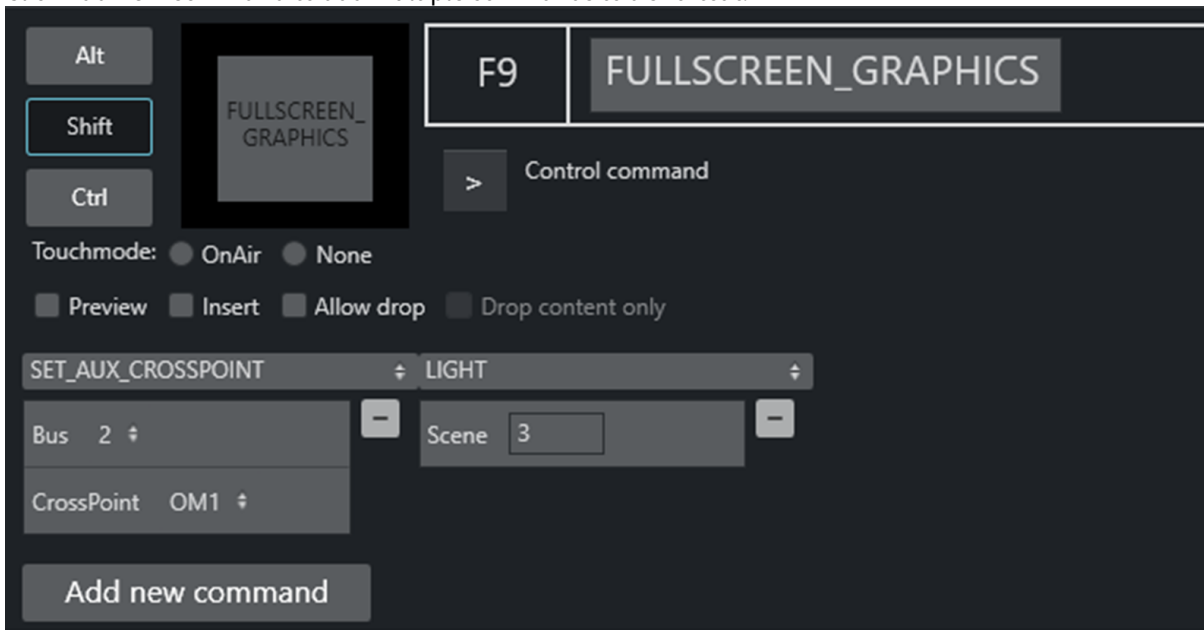 Alt
Shift
Ctrl
FULLSCREEN_
GRAPHICS
F9
FULLSCREEN_GRAPHICS
>
Control command
Touchmode: OnAir None
Preview Insert Allow drop Drop content only
SET_AUX_CROSSPOINT LIGHT
Bus 2 - Scene 3 -
CrossPoint OM1
Add new command